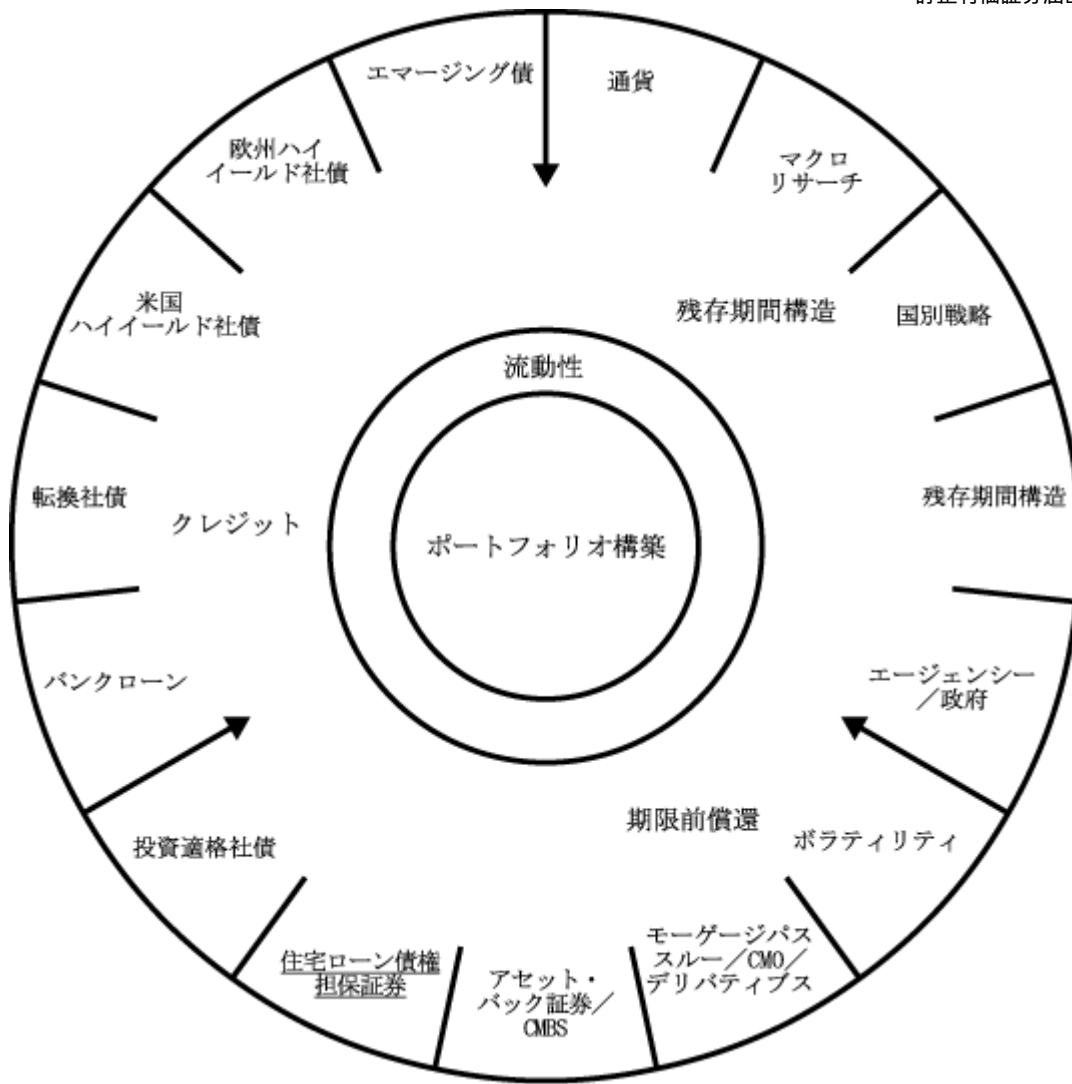 エマージング債
通貨
欧州ハイ
イールド社債
マクロ
リサーチ
米国
ハイイールド社債
残存期間構造
国別戦略
流動性
転換社債
クレジット
ポートフォリオ構築
残存期間構造
バンクローン
エージェンシー
／政府
投資適格社債
期限前償還
ボラティリティ
住宅ローン債権
担保証券
アセット・
バック証券／
CMBS
モーゲージパス
スルー／CMO／
デリバティブス